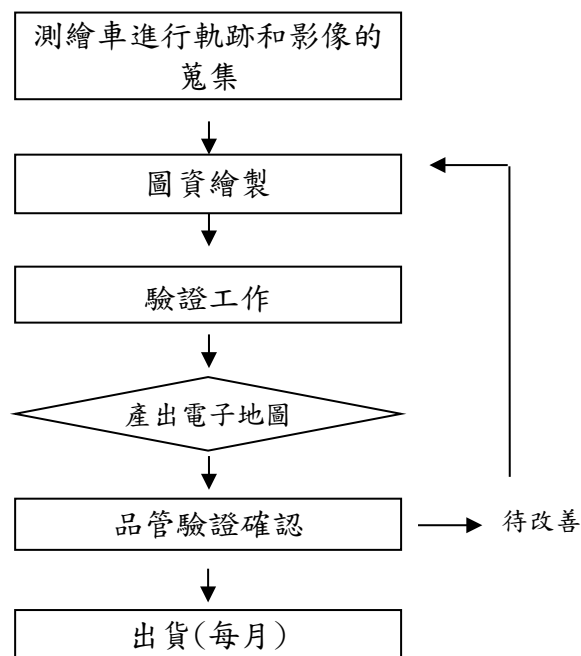 測繪車進行軌跡和影像的
蒐集
圖資繪製
驗證工作
產出電子地圖
品管驗證確認
待改善
出貨(每月)